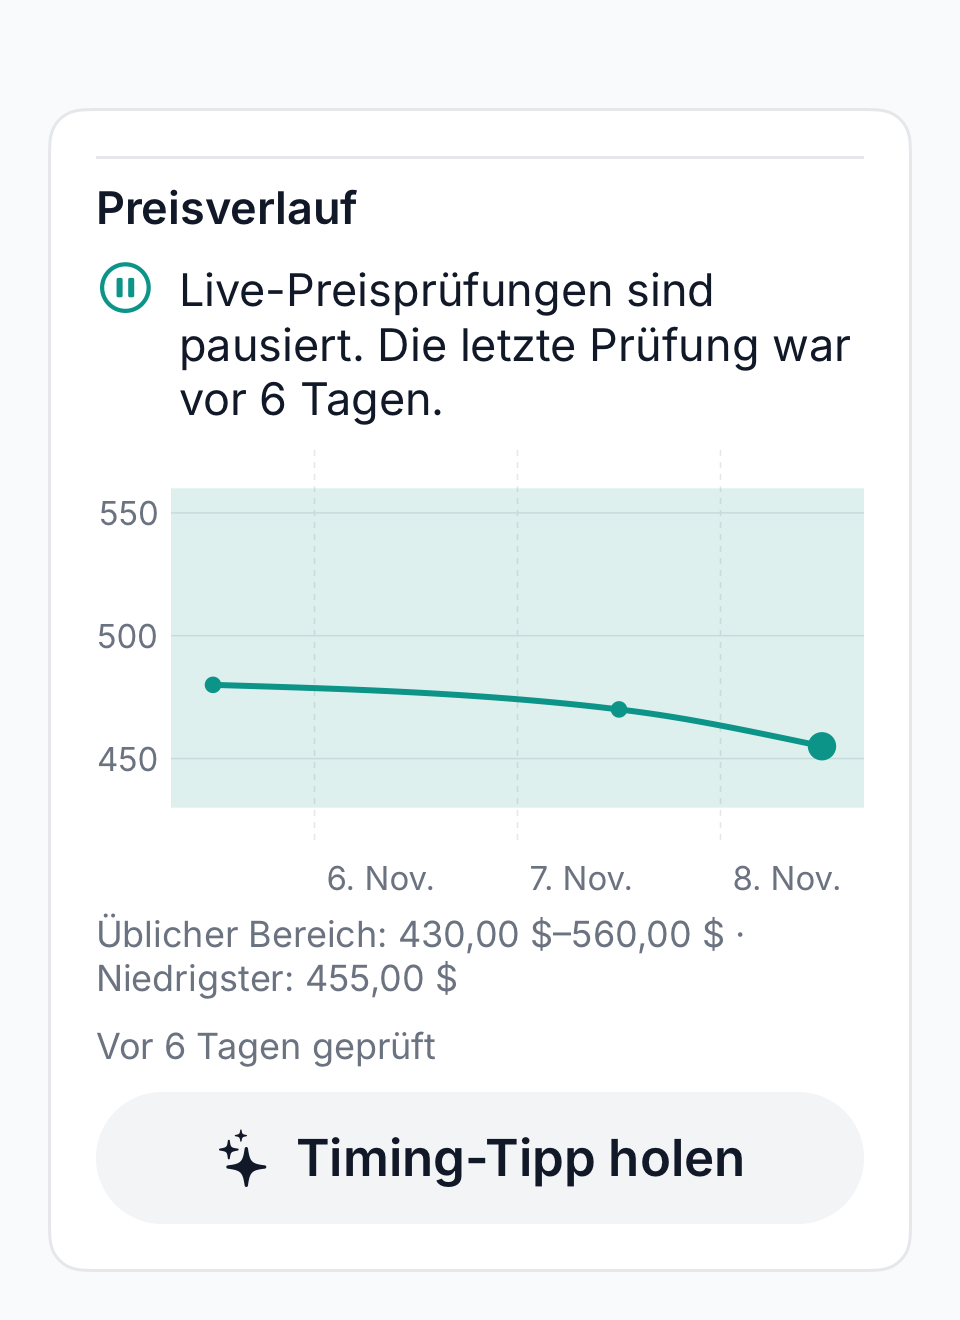 Preisverlauf
Live-Preisprüfungen sind
pausiert. Die letzte Prüfung war
vor 6 Tagen.
550
500
450
6. Nov.
7. Nov.
8. Nov.
Üblicher Bereich: 430,00 $–560,00 $ ·
Niedrigster: 455,00 $
Vor 6 Tagen geprüft
Timing-Tipp holen